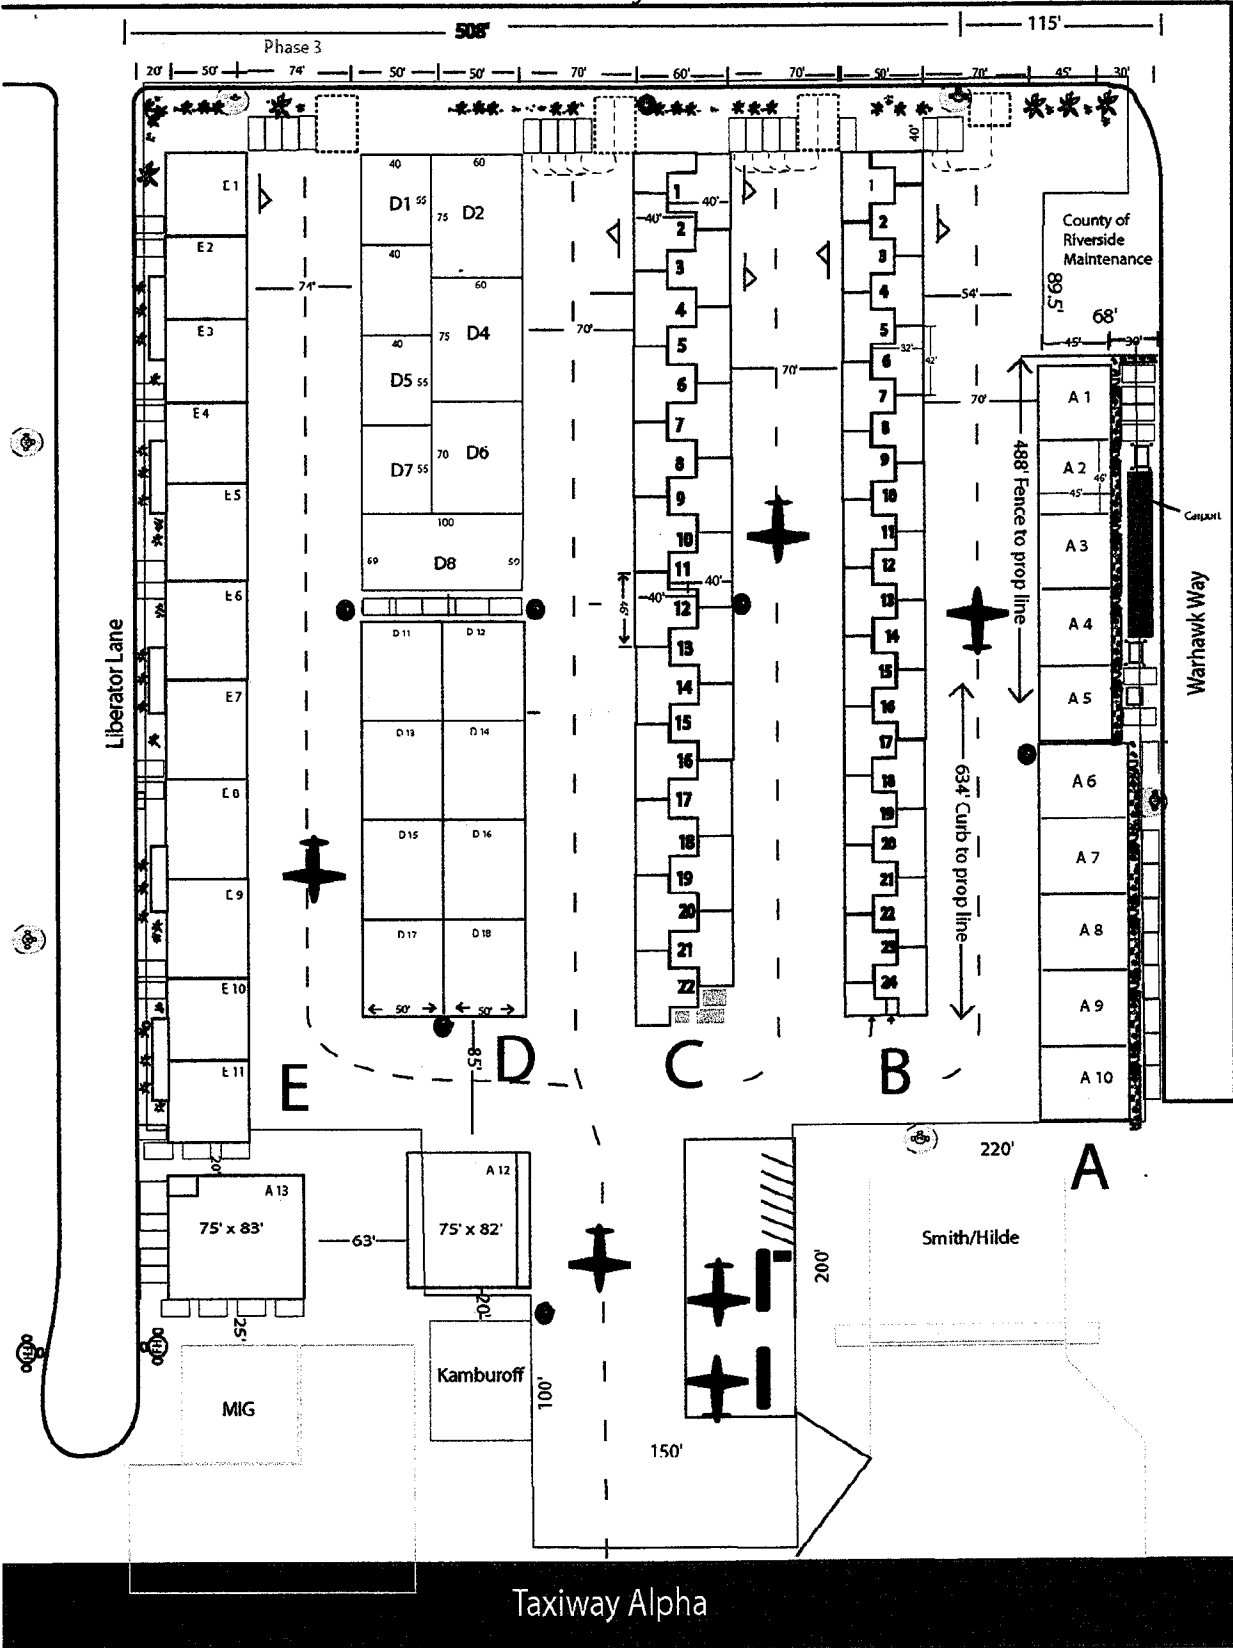 508'
115'
Phase 3
20'
50'
74'
50'
50'
70'
60'
70'
50'
70'
45'
30'
40'
E 2
E 3
E 4
E5
E6
E7
E 10
E 11
E
Liberator Lane
74'
40
60
D1 55
75 D2
40
60
75 D4
40
D5 55
D7 55
70 D6
100
D8
50
D 11
D 12
D 13
D 14
D 15
D 16
D 17
D 18
50'
50'
85'
D
70'
1
40'
40'
2
3
4
5
6
7
8
9
10
11
40'
40'
46'
12
13
14
15
16
17
18
19
20
21
22
C
70'
1
2
3
4
5
32'
42'
6
7
8
9
10
11
12
13
14
15
16
17
18
19
20
21
22
23
24
B
54'
70'
488' Fence to prop line
634' Curb to prop line
County of
Riverside
Maintenance
89.5'
68'
45'
30'
A 1
A 2
46'
45'
A 3
A 4
A 5
A 6
A 7
A 8
A 9
A 10
A
Carport
Warhawk Way
20'
A 13
75' x 83'
63'
A 12
75' x 82'
20'
25'
MIG
Kamburoff
100'
150'
200'
220'
Smith/Hilde
Taxiway Alpha